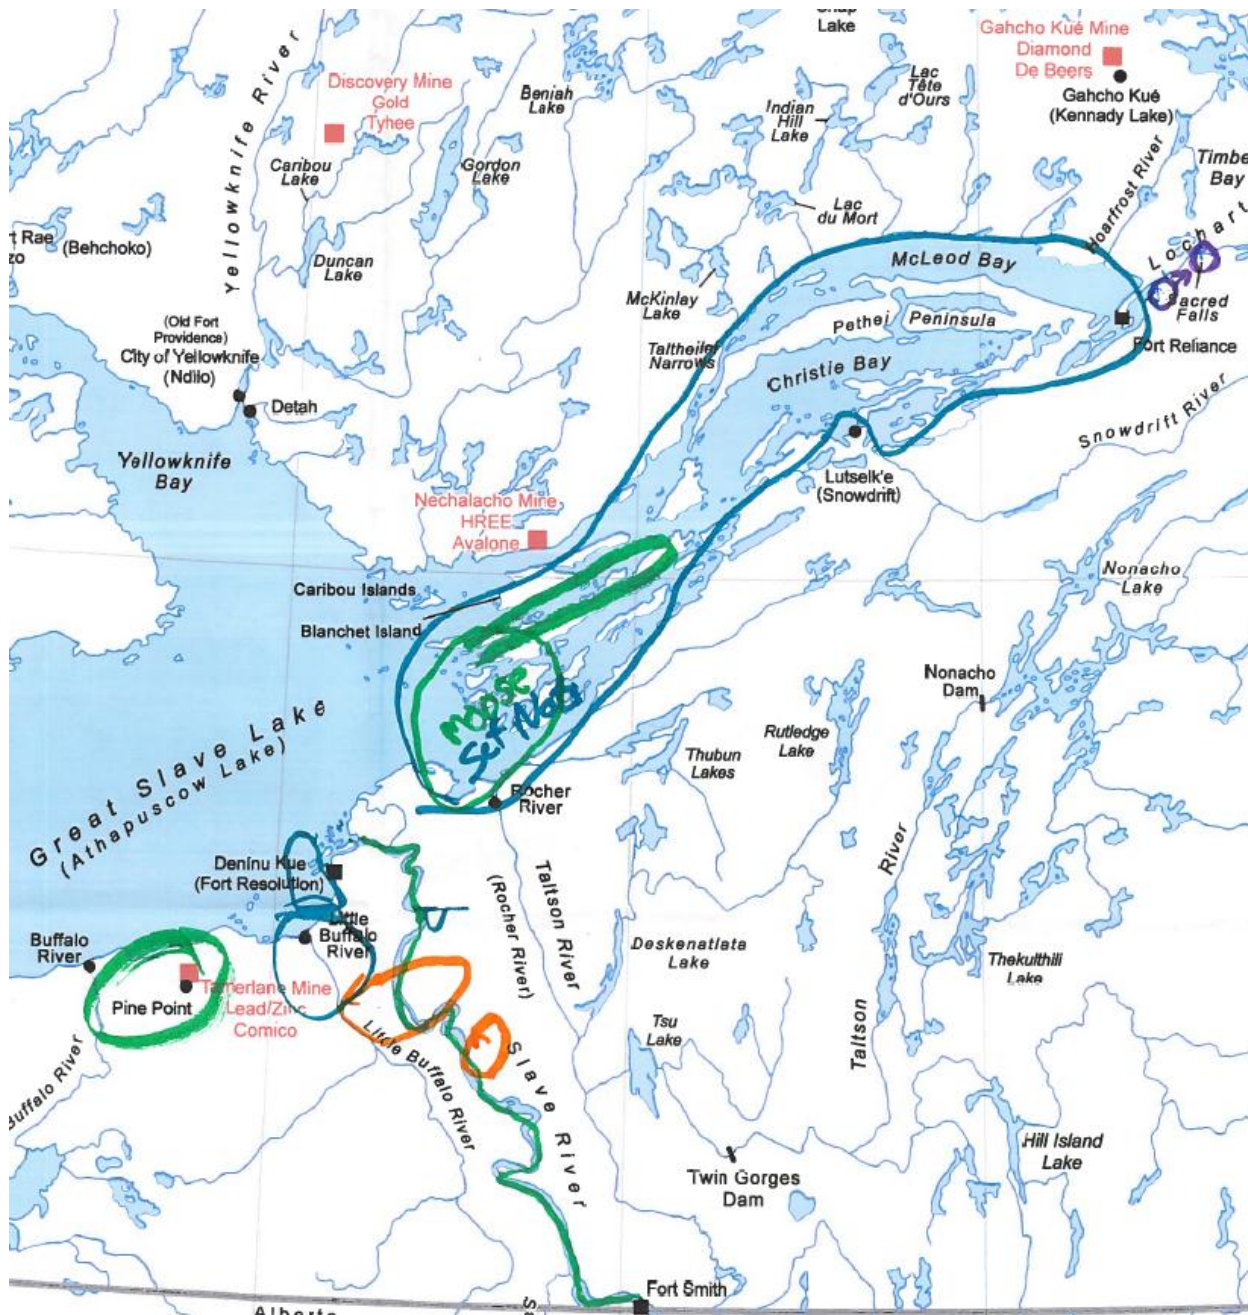 Lake
Gahcho Kué Mine
Diamond
De Beers
Gahcho Kué
(Kennady Lake)
Discovery Mine
Gold
Tyhee
Beniah
Lake
Indian
Hill
Lake
Lac
Tête
d'Ours
Yellowknife River
Caribou
Lake
Gordon
Lake
Lac
du Mort
Hoarfrost River
Timbe
Bay
t Rae
zo
(Behchoko)
Duncan
Lake
McLeod Bay
Lochart
Sacred
Falls
McKinlay
Lake
Pethei Peninsula
Fort Reliance
(Old Fort
Providence)
City of Yellowknife
(Ndilo)
Detah
Taltheilei
Narrows
Christie Bay
Snowdrift River
Yellowknife
Bay
Lutselk'e
(Snowdrift)
Nechalacho Mine
HREE
Avalone
Caribou Islands
Blanchet Island
Nonacho
Lake
Nonacho
Dam
moose
Set Nets
Great Slave Lake
(Athapuscow Lake)
Rutledge
Lake
Thubun
Lakes
Rocher
River
Taltson River
(Rocher River)
Taltson River
Deninu Kue
(Fort Resolution)
Little
Buffalo
River
Buffalo
River
Deskenatlata
Lake
Thekulthili
Lake
Pine Point
Tamerlane Mine
Lead/Zinc
Comico
Tsu
Lake
Buffalo River
Little Buffalo River
Slave River
Hill Island
Lake
Twin Gorges
Dam
Fort Smith
Alberta